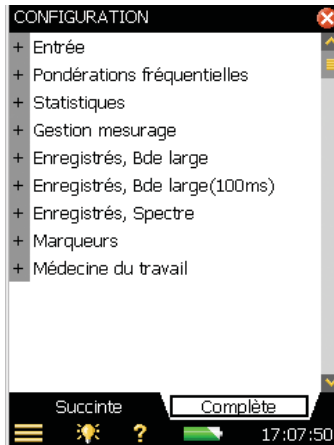 CONFIGURATION
+ Entrée
+ Pondérations fréquentielles
+ Statistiques
+ Gestion mesurage
+ Enregistrés, Bde large
+ Enregistrés, Bde large(100ms)
+ Enregistrés, Spectre
+ Marqueurs
+ Médecine du travail
Succinte Complète
? 17:07:50